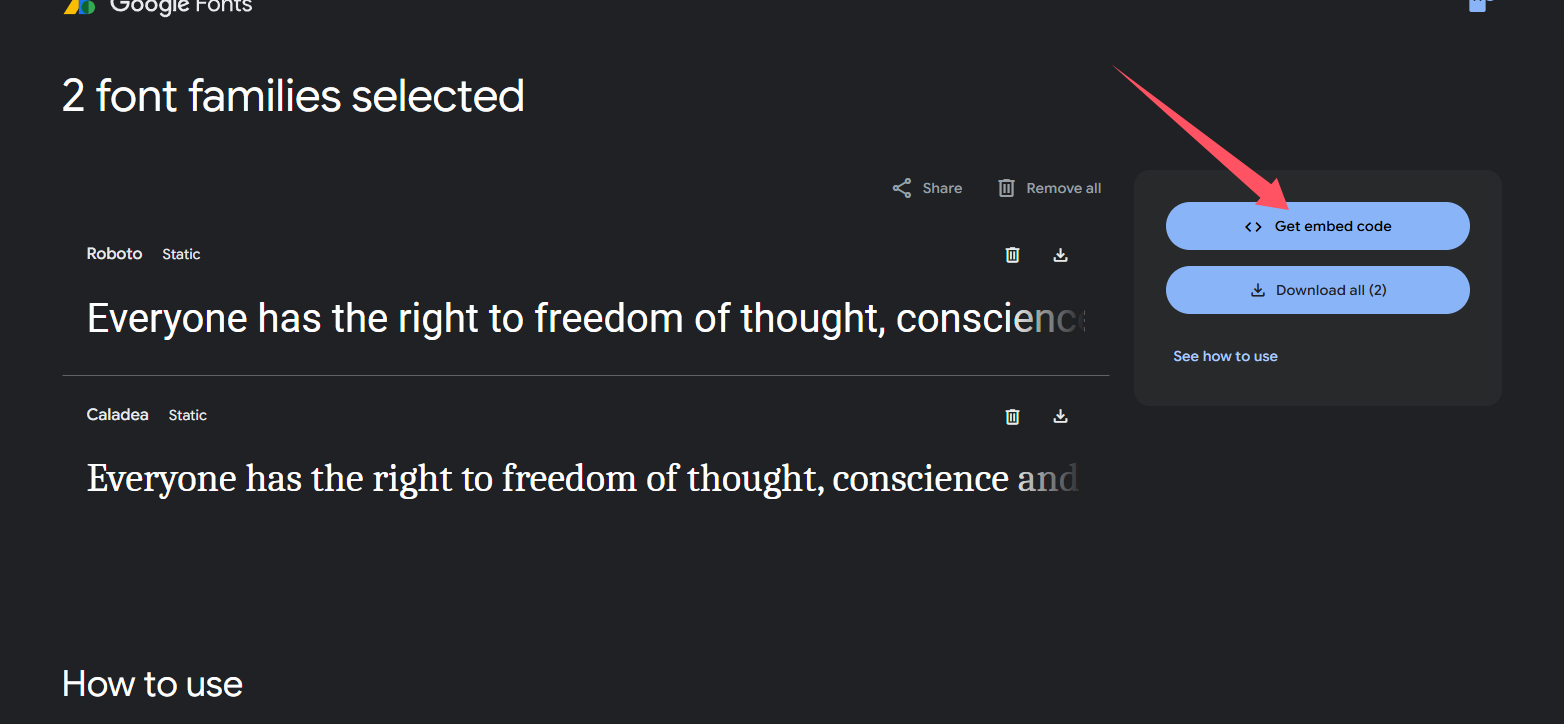 Google Fonts
2 font families selected
Share
Remove all
Roboto Static
Everyone has the right to freedom of thought, conscience
Get embed code
Download all (2)
See how to use
Caladea Static
Everyone has the right to freedom of thought, conscience and
How to use